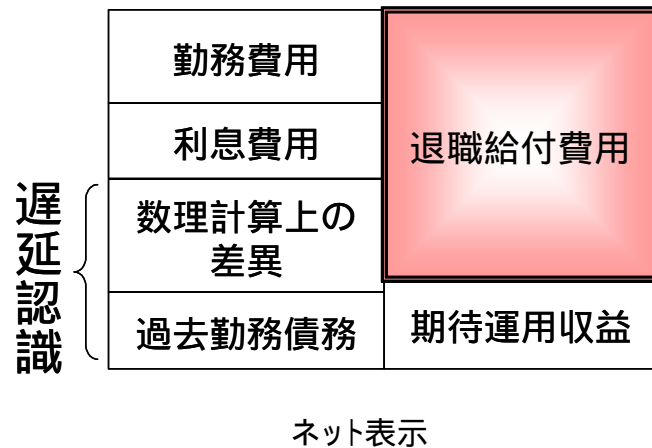 勤務費用
利息費用
数理計算上の
差異
過去勤務債務
退職給付費用
期待運用収益
遅延認識
ネット表示